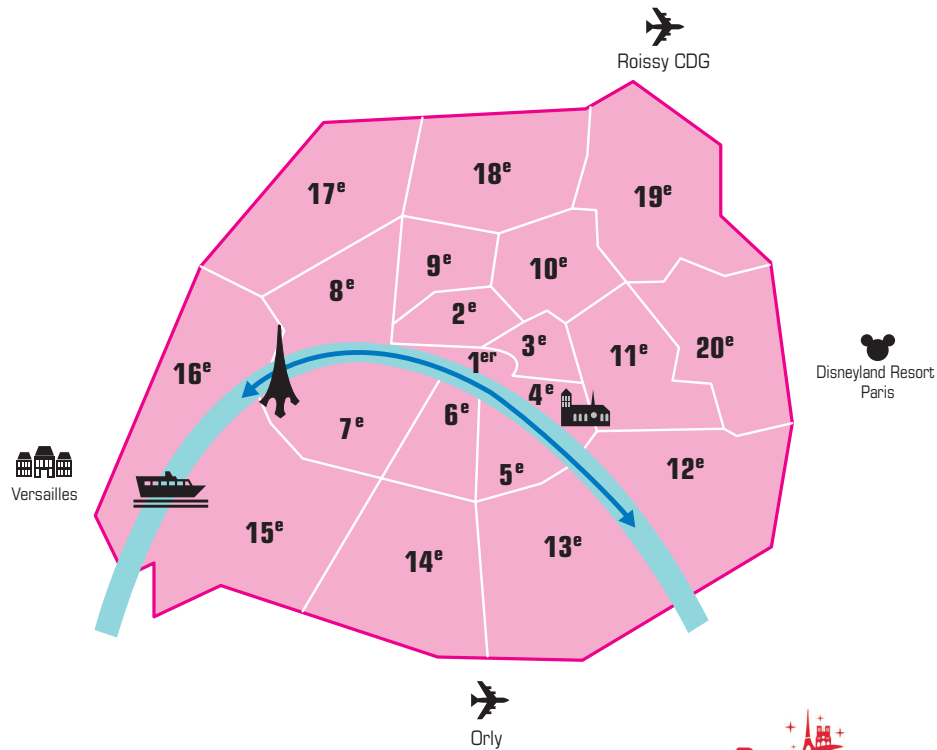 Roissy CDG
18e
17e
19e
9e
10e
8e
2e
3e
11e
20e
1er
16e
Disneyland Resort
Paris
4e
6e
7e
5e
12e
Versailles
15e
13e
14e
Orly